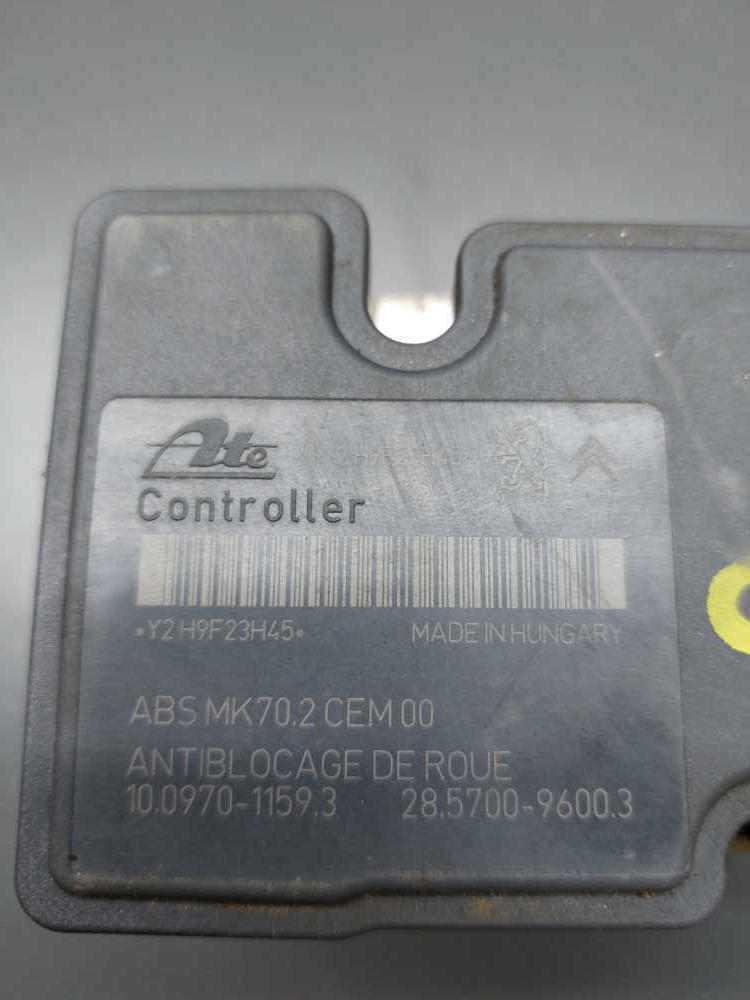 Ate
Controller
*Y2 H9F23H45*
MADE IN HUNGARY
ABS MK70.2 CEM 00
ANTIBLOCAGE DE ROUE
10.0970-1159.3 28.5700-9600.3